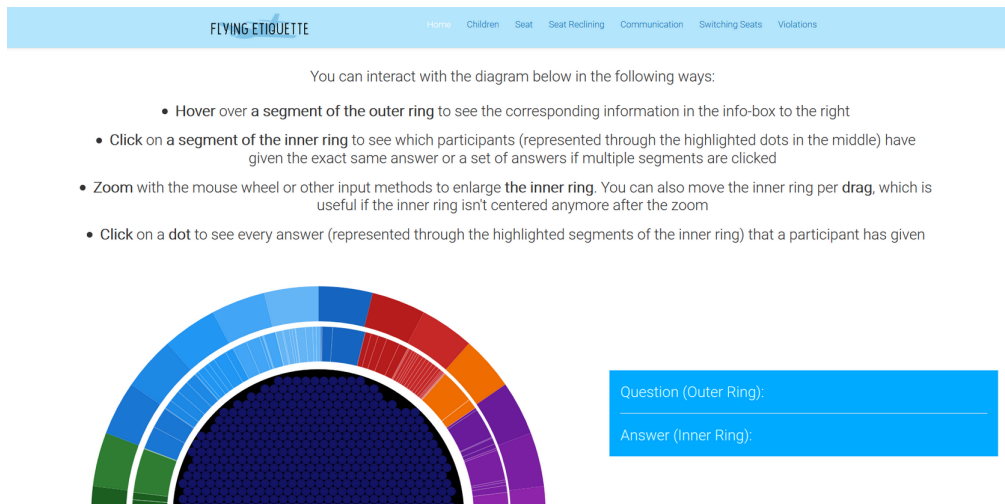 FLYING ETIQUETTE
Home Children Seat Seat Reclining Communication Switching Seats Violations
You can interact with the diagram below in the following ways:
• Hover over a segment of the outer ring to see the corresponding information in the info-box to the right
• Click on a segment of the inner ring to see which participants (represented through the highlighted dots in the middle) have
given the exact same answer or a set of answers if multiple segments are clicked
• Zoom with the mouse wheel or other input methods to enlarge the inner ring. You can also move the inner ring per drag, which is
useful if the inner ring isn't centered anymore after the zoom
• Click on a dot to see every answer (represented through the highlighted segments of the inner ring) that a participant has given
Question (Outer Ring):
Answer (Inner Ring):